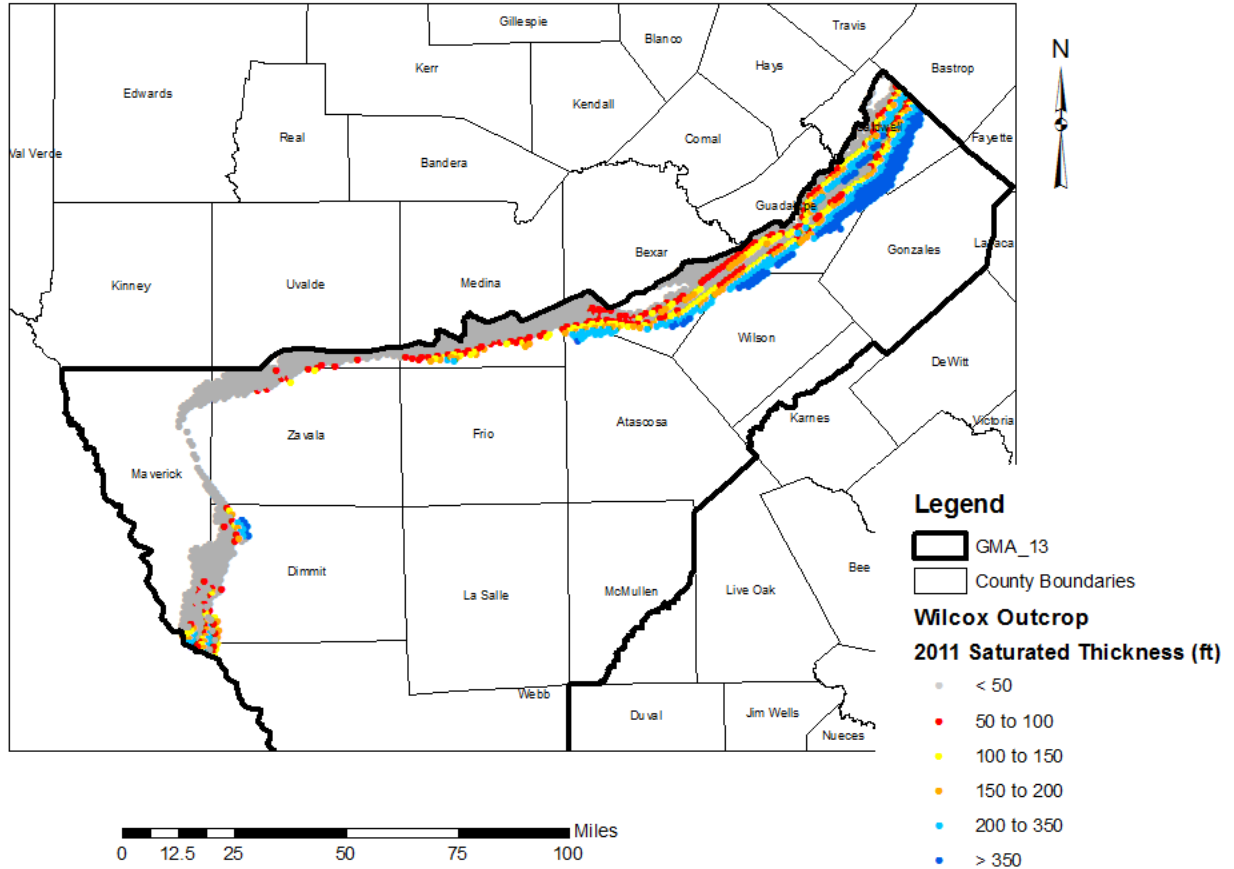 Gillespie
Travis
Blanco
Hays
Bastrop
Kerr
Edwards
Kendall
Real
Comal
Fayette
Val Verde
Bandera
Guadalupe
Bexar
Gonzales
Kinney
Uvalde
Medina
Wilson
DeWitt
Karnes
Victoria
Zavala
Frio
Atascosa
Maverick
Dimmit
La Salle
McMullen
Live Oak
Bee
Webb
Duval
Jim Wells
Nueces
N
Legend
GMA_13
County Boundaries
Wilcox Outcrop
2011 Saturated Thickness (ft)
< 50
50 to 100
100 to 150
150 to 200
200 to 350
> 350
Miles
0 12.5 25 50 75 100